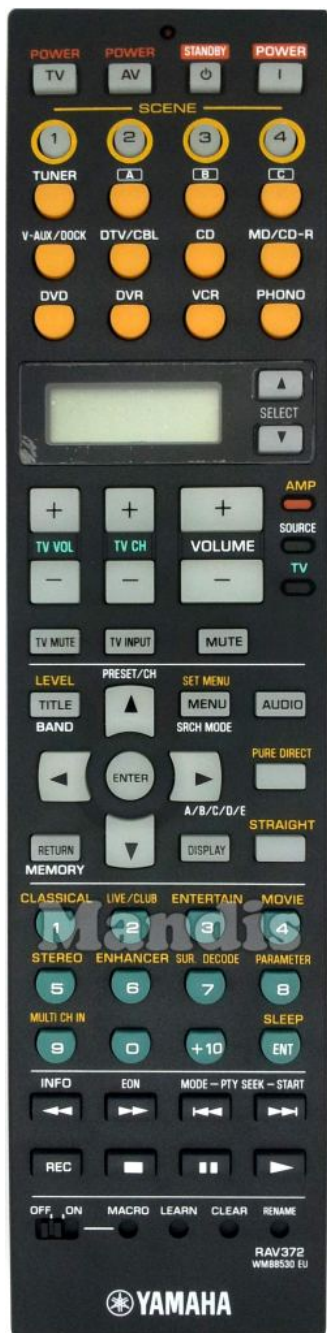 POWER POWER STANDBY POWER
TV AV I
SCENE
1 2 3 4
TUNER A B C
V-AUX/DOCK DTV/CBL CD MD/CD-R
DVD DVR VCR PHONO
SELECT
AMP
+ + +
SOURCE
TV VOL TV CH VOLUME
TV
- - -
TV MUTE TV INPUT MUTE
LEVEL PRESET/CH SET MENU
TITLE MENU AUDIO
BAND SRCH MODE
PURE DIRECT
ENTER
A/B/C/D/E
STRAIGHT
RETURN DISPLAY
MEMORY
CLASSICAL LIVE/CLUB ENTERTAIN MOVIE
1 2 3 4
Mandis
STEREO ENHANCER SUR. DECODE PARAMETER
5 6 7 8
MULTI CH IN SLEEP
9 0 +10 ENT
INFO EON MODE – PTY SEEK – START
REC
OFF ON MACRO LEARN CLEAR RENAME
RAV372
WM88530 EU
YAMAHA